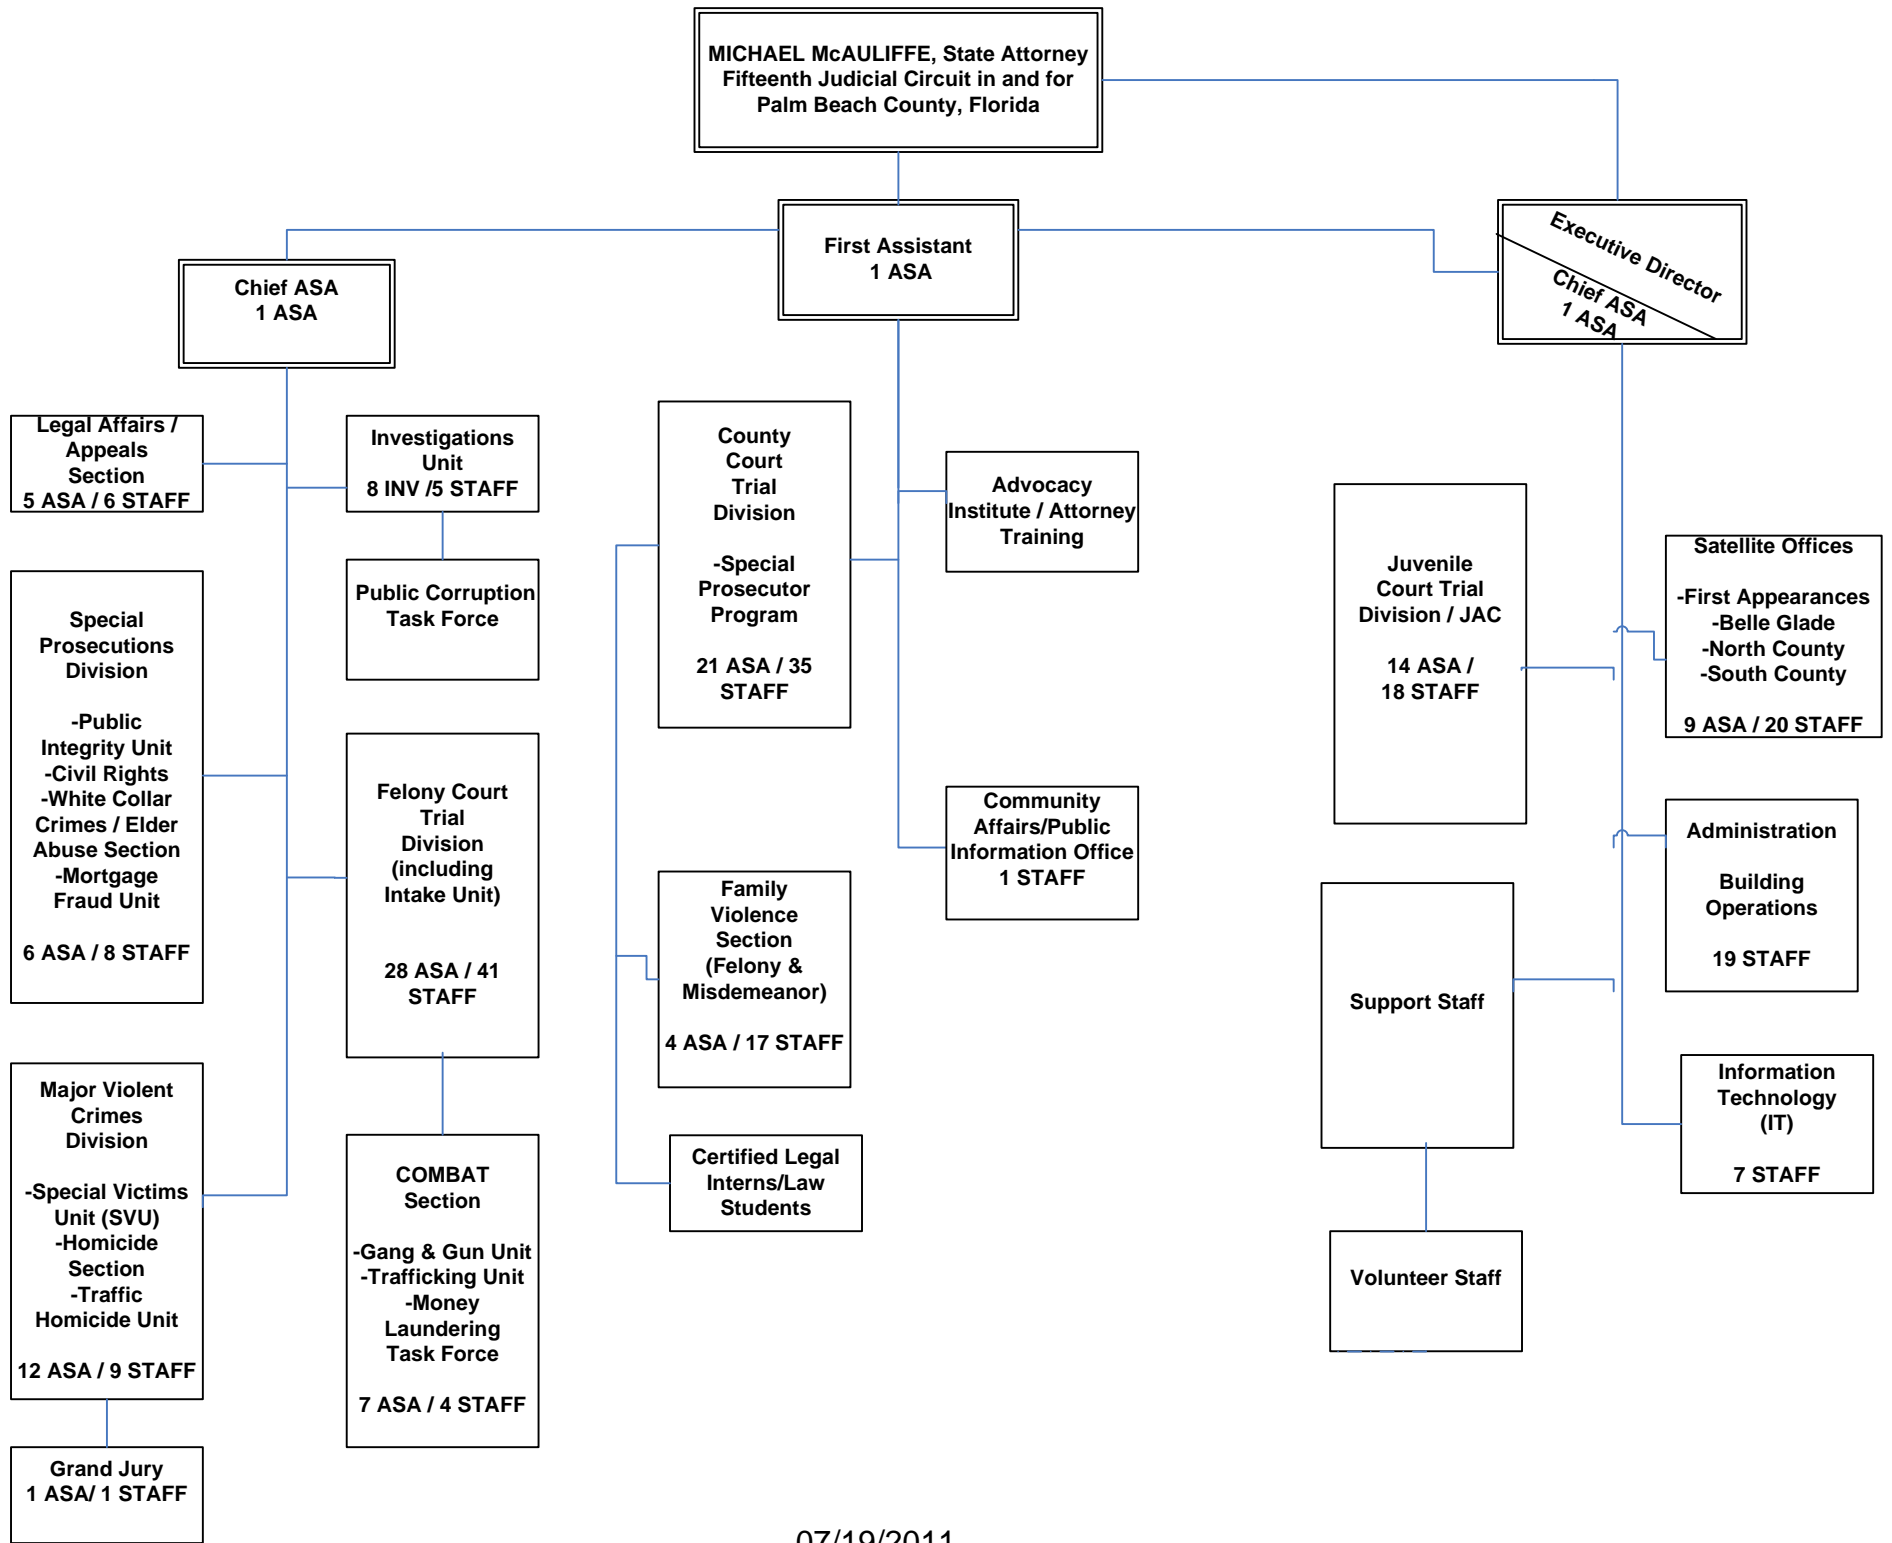 MICHAEL McAULIFFE, State Attorney
Fifteenth Judicial Circuit in and for
Palm Beach County, Florida
First Assistant
1 ASA
Executive Director
Chief ASA
1 ASA
Chief ASA
1 ASA
Legal Affairs /
Appeals
Section
5 ASA / 6 STAFF
Investigations
Unit
8 INV /5 STAFF
Public Corruption
Task Force
Special
Prosecutions
Division
-Public
Integrity Unit
-Civil Rights
-White Collar
Crimes / Elder
Abuse Section
-Mortgage
Fraud Unit
6 ASA / 8 STAFF
Felony Court
Trial
Division
(including
Intake Unit)
28 ASA / 41
STAFF
Major Violent
Crimes
Division
-Special Victims
Unit (SVU)
-Homicide
Section
-Traffic
Homicide Unit
12 ASA / 9 STAFF
COMBAT
Section
-Gang & Gun Unit
-Trafficking Unit
-Money
Laundering
Task Force
7 ASA / 4 STAFF
Grand Jury
1 ASA/ 1 STAFF
County
Court
Trial
Division
-Special
Prosecutor
Program
21 ASA / 35
STAFF
Advocacy
Institute / Attorney
Training
Community
Affairs/Public
Information Office
1 STAFF
Family
Violence
Section
(Felony &
Misdemeanor)
4 ASA / 17 STAFF
Certified Legal
Interns/Law
Students
Juvenile
Court Trial
Division / JAC
14 ASA /
18 STAFF
Satellite Offices
-First Appearances
-Belle Glade
-North County
-South County
9 ASA / 20 STAFF
Administration
Building
Operations
19 STAFF
Support Staff
Information
Technology
(IT)
7 STAFF
Volunteer Staff
07/19/2011